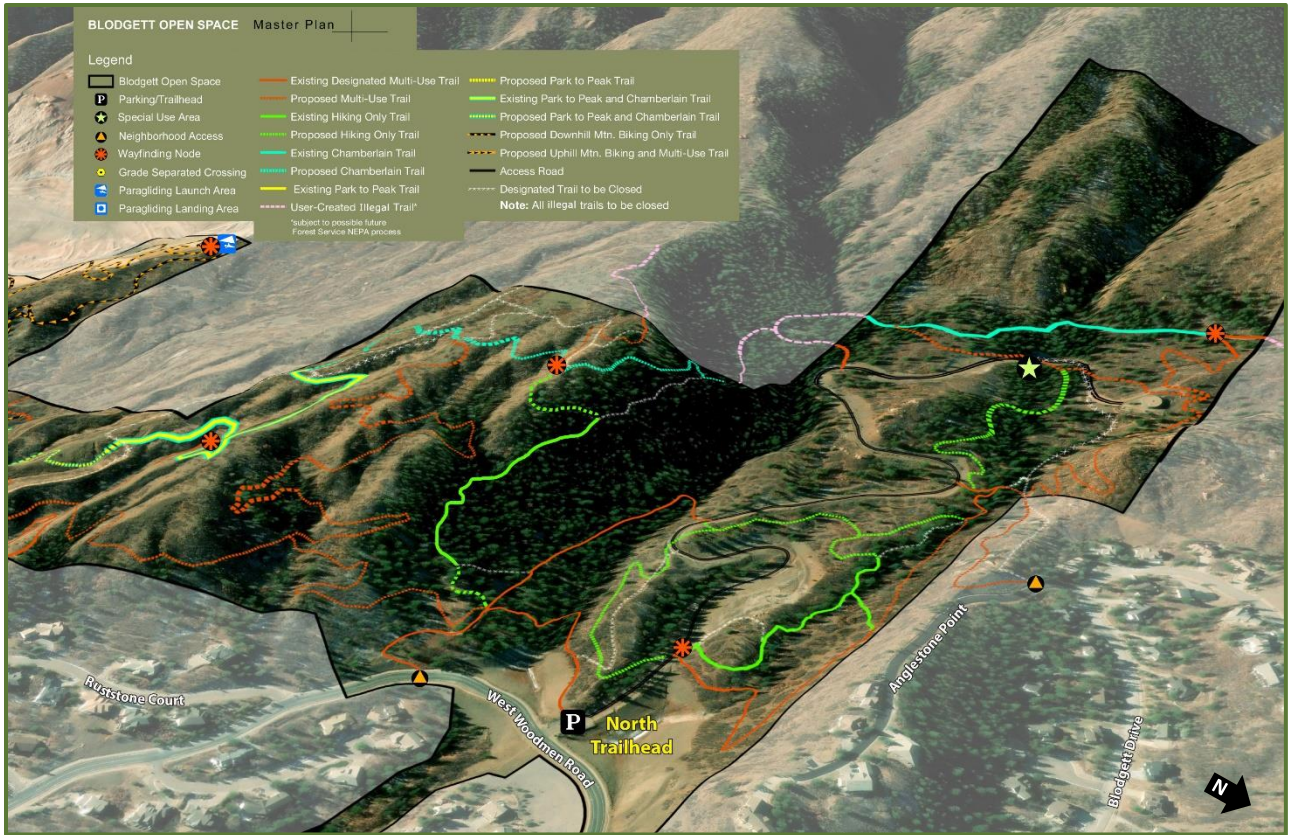 BLODGETT OPEN SPACE Master Plan
Legend
Blodgett Open Space
P Parking/Trailhead
Special Use Area
Neighborhood Access
Wayfinding Node
Grade Separated Crossing
Paragliding Launch Area
Paragliding Landing Area
Existing Designated Multi-Use Trail
Proposed Multi-Use Trail
Existing Hiking Only Trail
Proposed Hiking Only Trail
Existing Chamberlain Trail
Proposed Chamberlain Trail
Existing Park to Peak Trail
User-Created Illegal Trail*
*subject to possible future
Forest Service NEPA process
Proposed Park to Peak Trail
Existing Park to Peak and Chamberlain Trail
Proposed Park to Peak and Chamberlain Trail
Proposed Downhill Mtn. Biking Only Trail
Proposed Uphill Mtn. Biking and Multi-Use Trail
Access Road
Designated Trail to be Closed
Note: All illegal trails to be closed
Ruststone Court
West Woodmen Road
P
North
Trailhead
Anglestone Point
Blodgett Drive
N